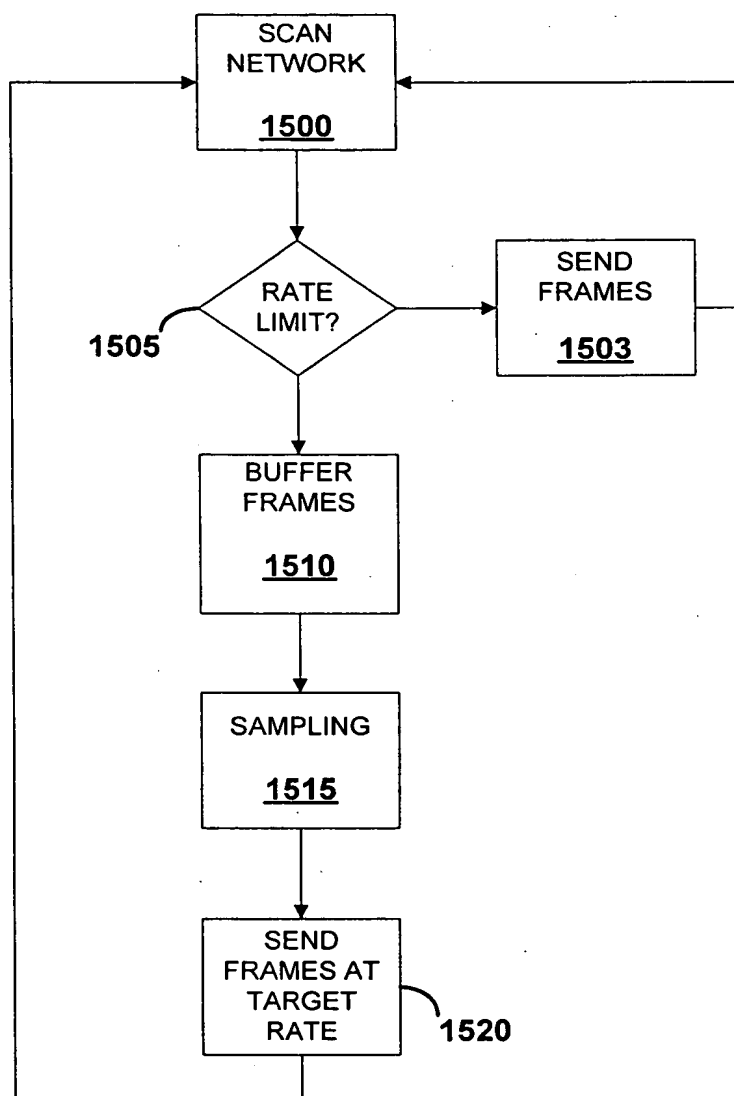 SCAN
NETWORK
1500
RATE
LIMIT?
1505
SEND
FRAMES
1503
BUFFER
FRAMES
1510
SAMPLING
1515
SEND
FRAMES AT
TARGET
RATE
1520